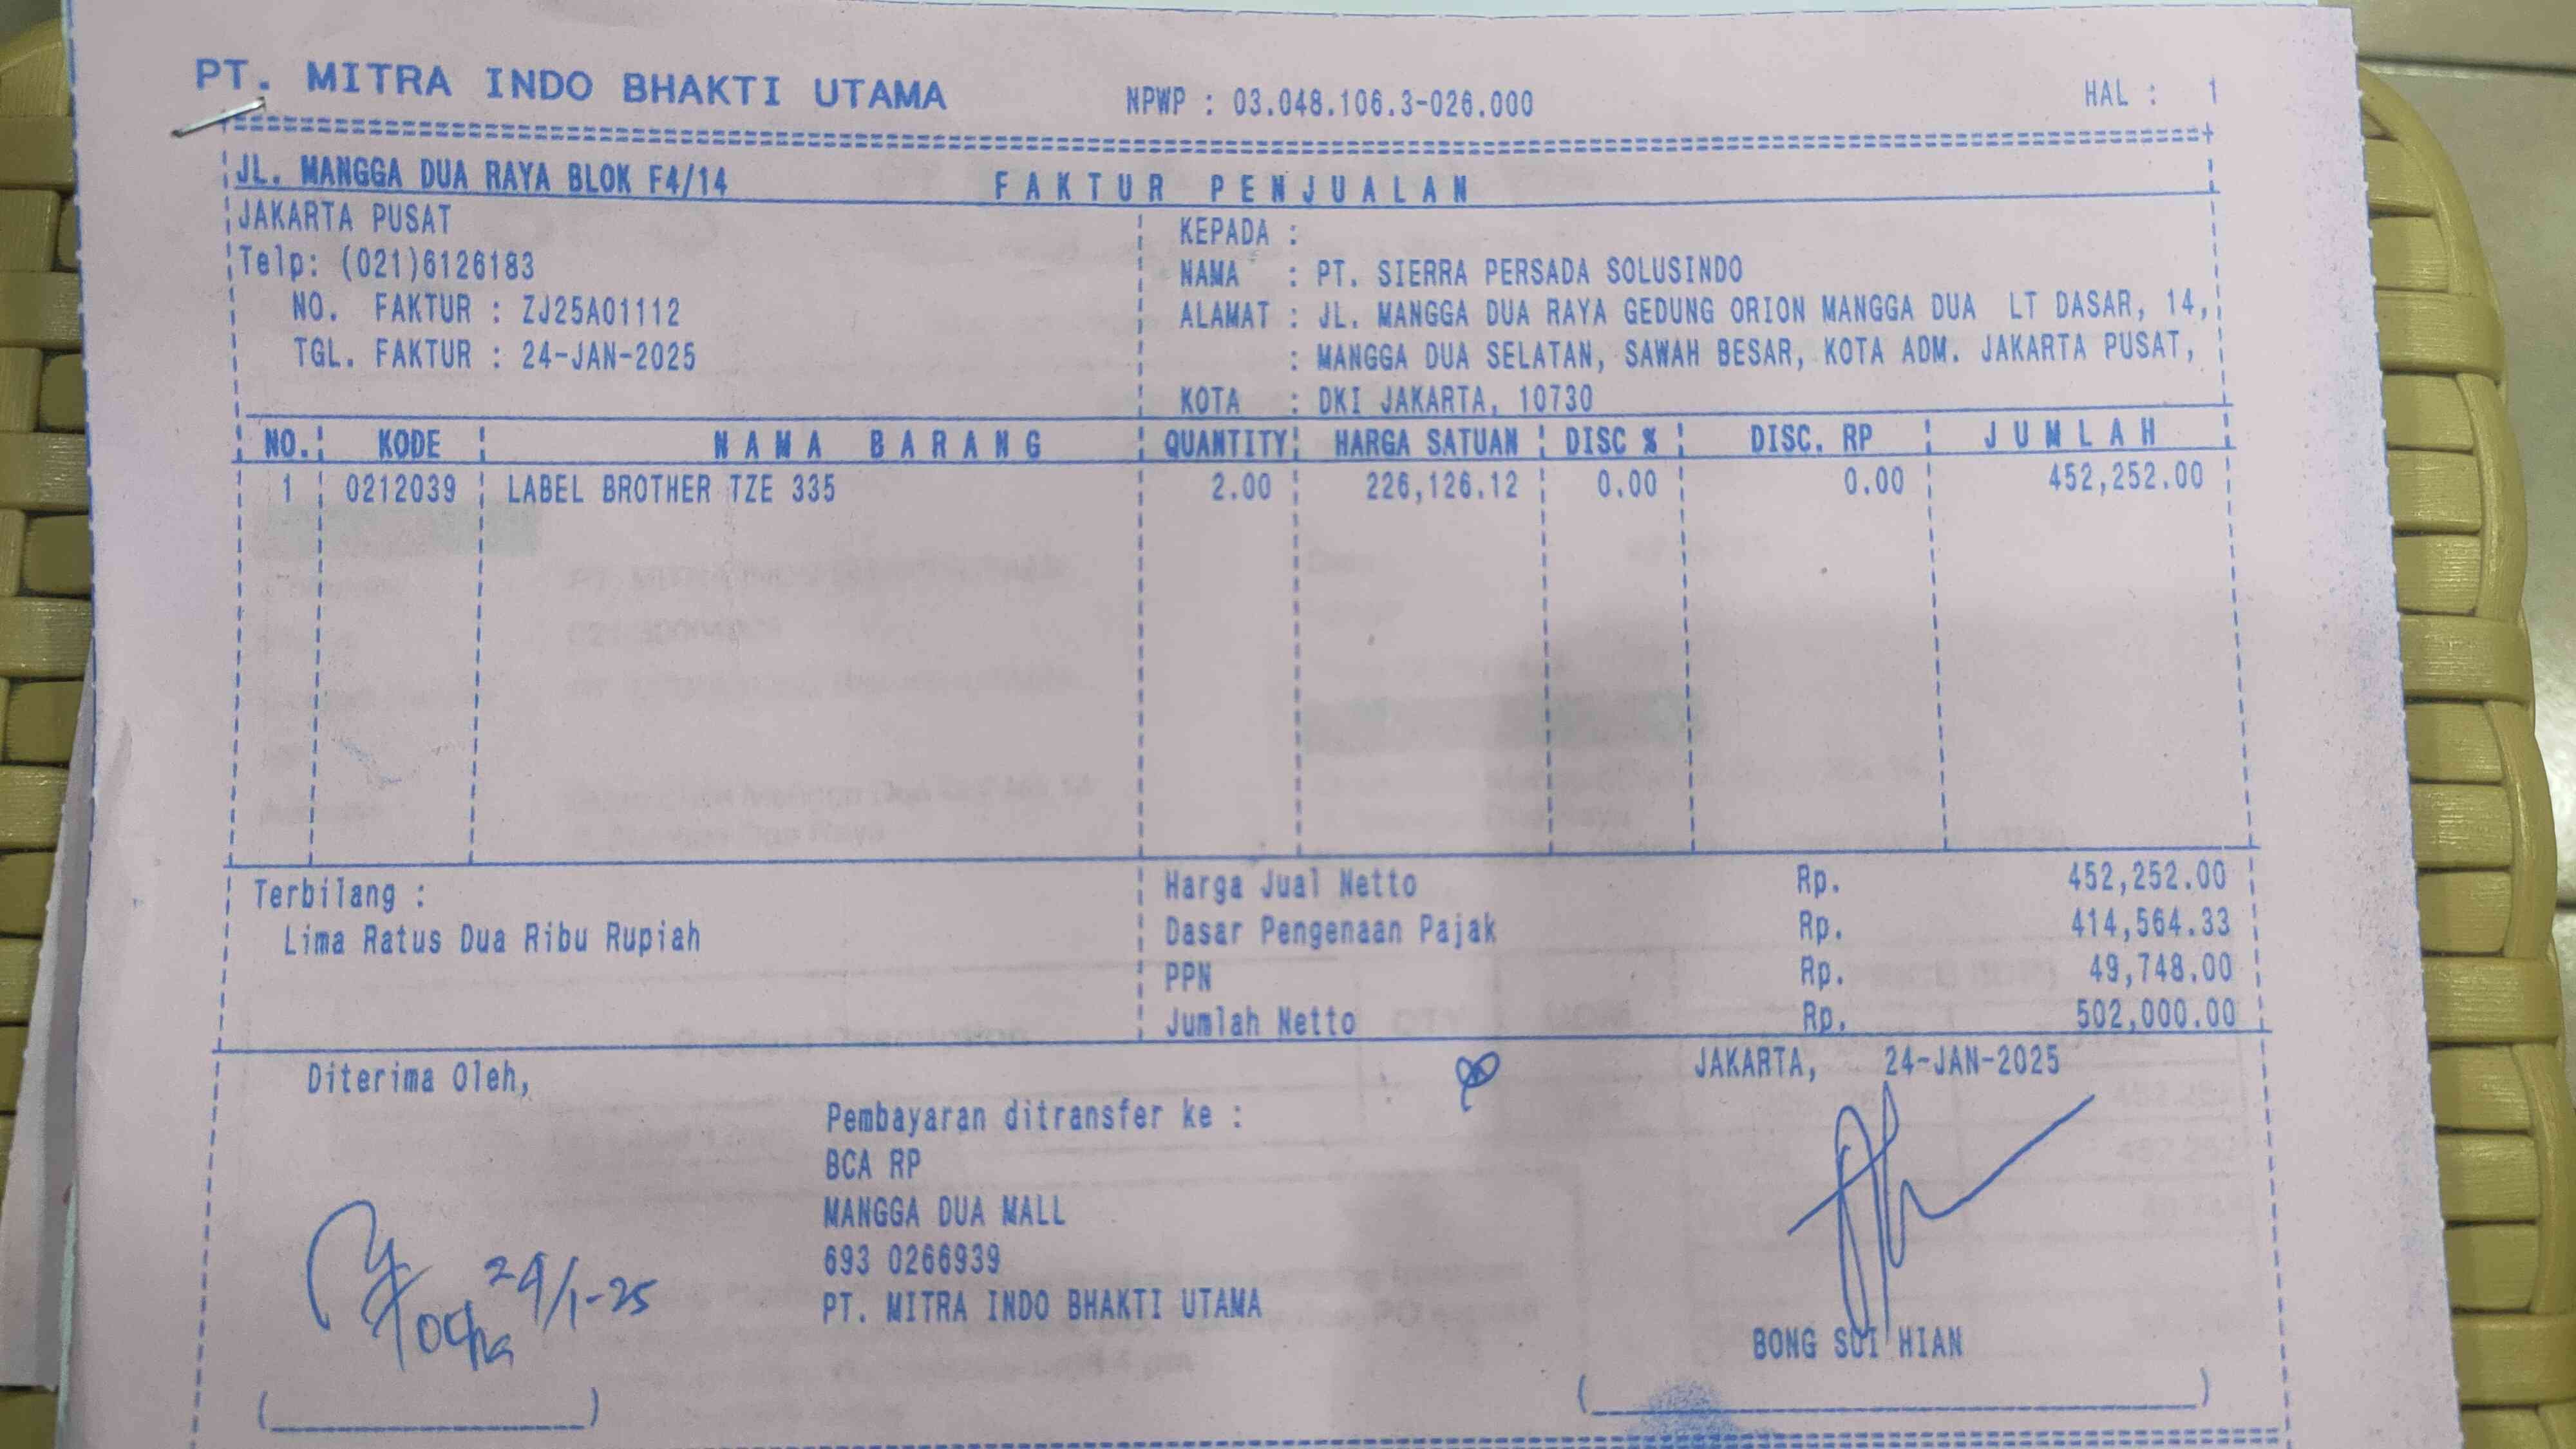 PT. MITRA INDO BHAKTI UTAMA NPWP : 03.048.106.3-026.000 HAL : 1
JL. MANGGA DUA RAYA BLOK F4/14 FAKTUR PENJUALAN
JAKARTA PUSAT
Telp: (021)6126183
NO. FAKTUR : ZJ25A01112
TGL. FAKTUR : 24-JAN-2025
KEPADA :
NAMA : PT. SIERRA PERSADA SOLUSINDO
ALAMAT : JL. MANGGA DUA RAYA GEDUNG ORION MANGGA DUA LT DASAR, 14,
: MANGGA DUA SELATAN, SAWAH BESAR, KOTA ADM. JAKARTA PUSAT,
KOTA : DKI JAKARTA, 10730
NO. KODE NAMA BARANG QUANTITY HARGA SATUAN DISC % DISC. RP JUMLAH
1 0212039 LABEL BROTHER TZE 335 2.00 226,126.12 0.00 0.00 452,252.00
Terbilang :
Lima Ratus Dua Ribu Rupiah
Harga Jual Netto Rp. 452,252.00
Dasar Pengenaan Pajak Rp. 414,564.33
PPN Rp. 49,748.00
Jumlah Netto Rp. 502,000.00
Diterima Oleh,
JAKARTA, 24-JAN-2025
Pembayaran ditransfer ke :
BCA RP
MANGGA DUA MALL
693 0266939
PT. MITRA INDO BHAKTI UTAMA
BONG SUI HIAN